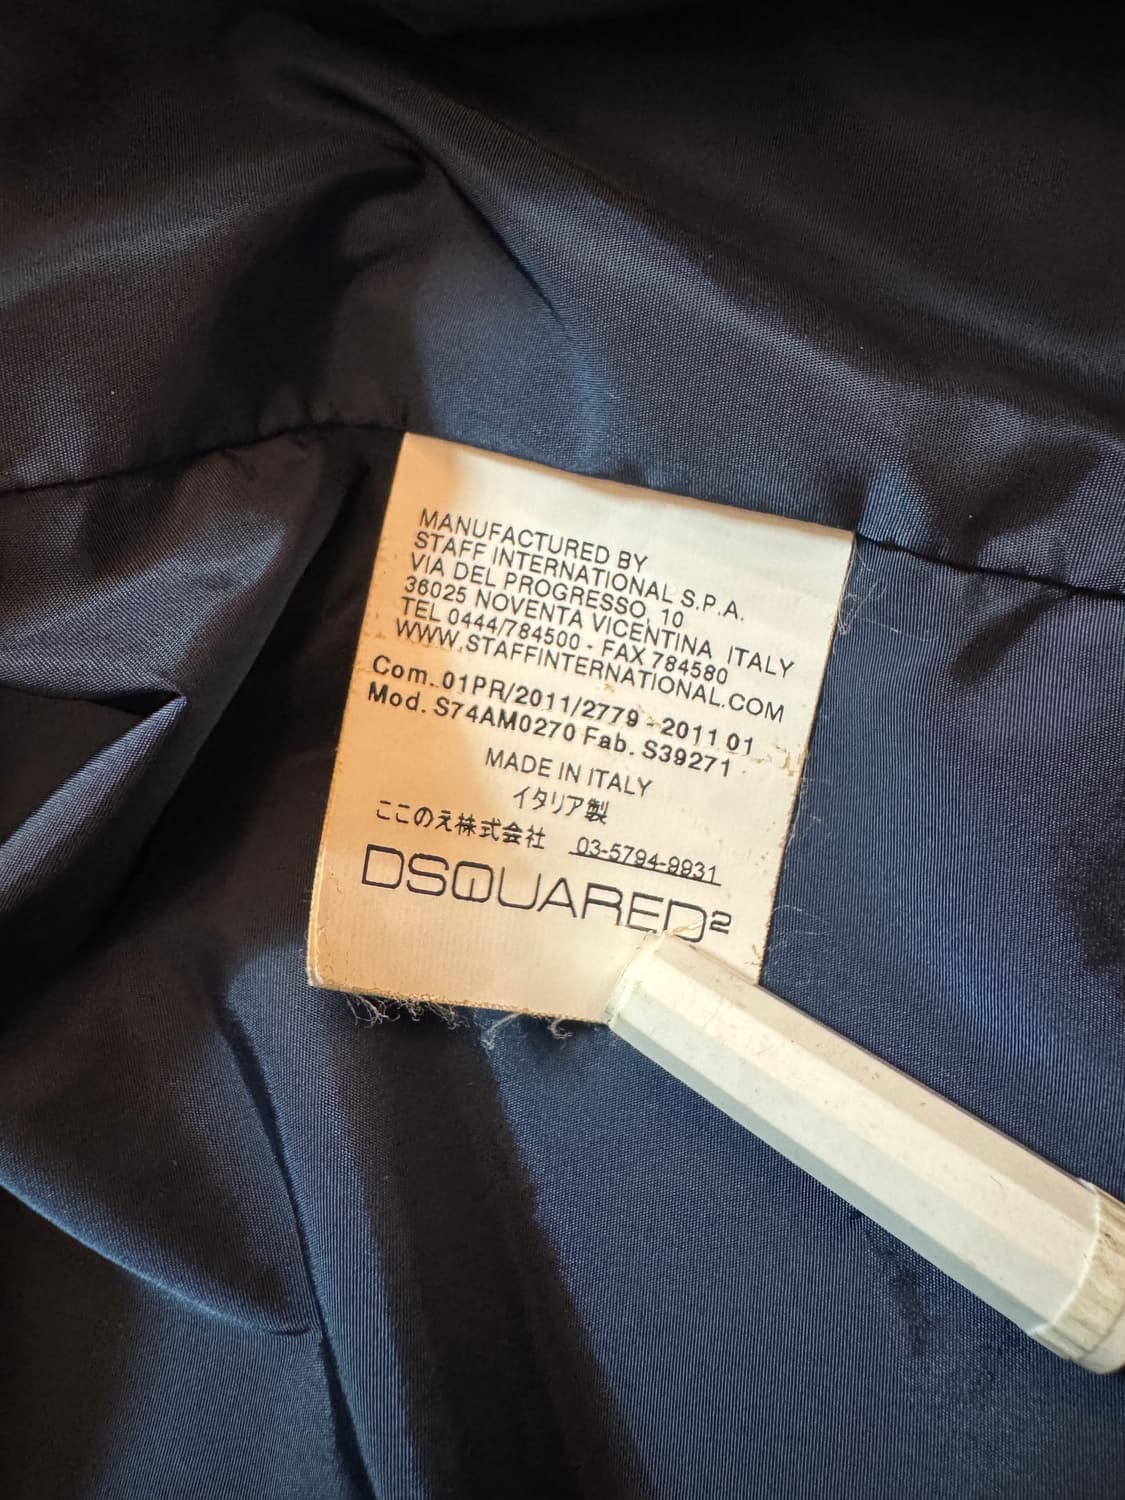 MANUFACTURED BY
STAFF INTERNATIONAL S.P.A.
VIA DEL PROGRESSO, 10
36025 NOVENTA VICENTINA ITALY
TEL 0444/784500 - FAX 784580
WWW.STAFFINTERNATIONAL.COM
Com. 01PR/2011/2779 - 2011 01
Mod. S74AM0270 Fab. S39271
MADE IN ITALY
イタリア製
ここのえ株式会社 03-5794-9931
DSQUARED2